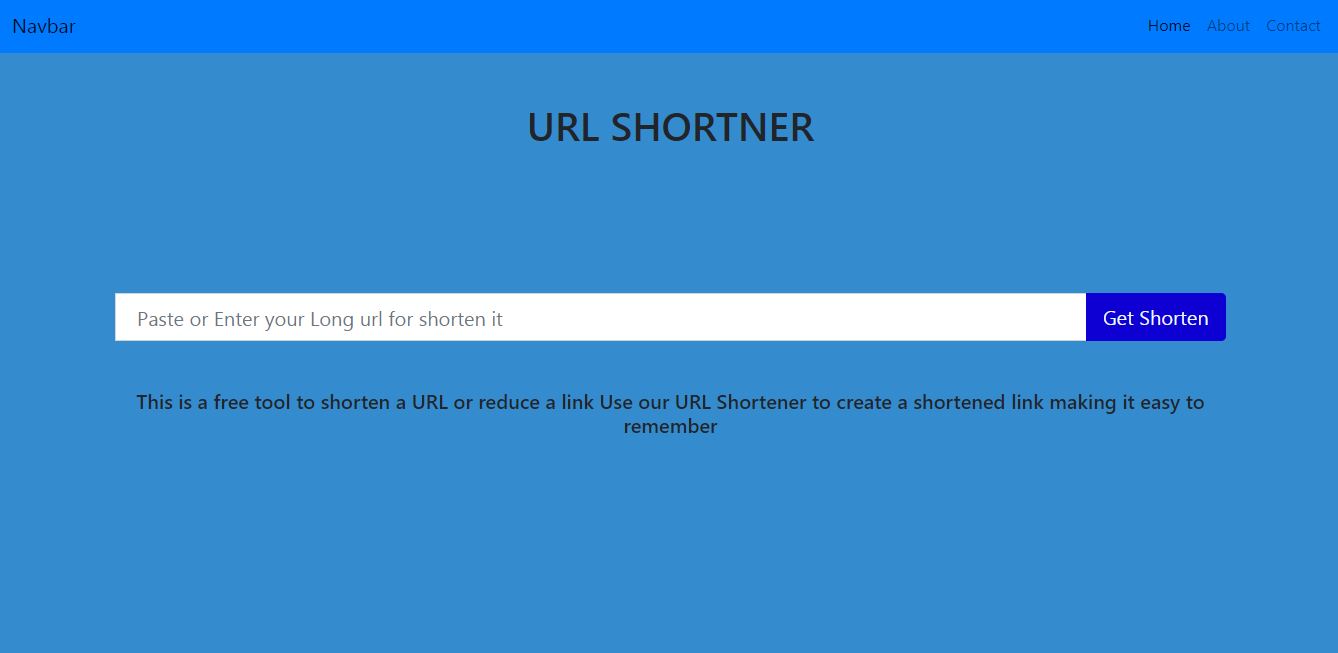 Navbar
Home About Contact
URL SHORTNER
Paste or Enter your Long url for shorten it
Get Shorten
This is a free tool to shorten a URL or reduce a link Use our URL Shortener to create a shortened link making it easy to
remember